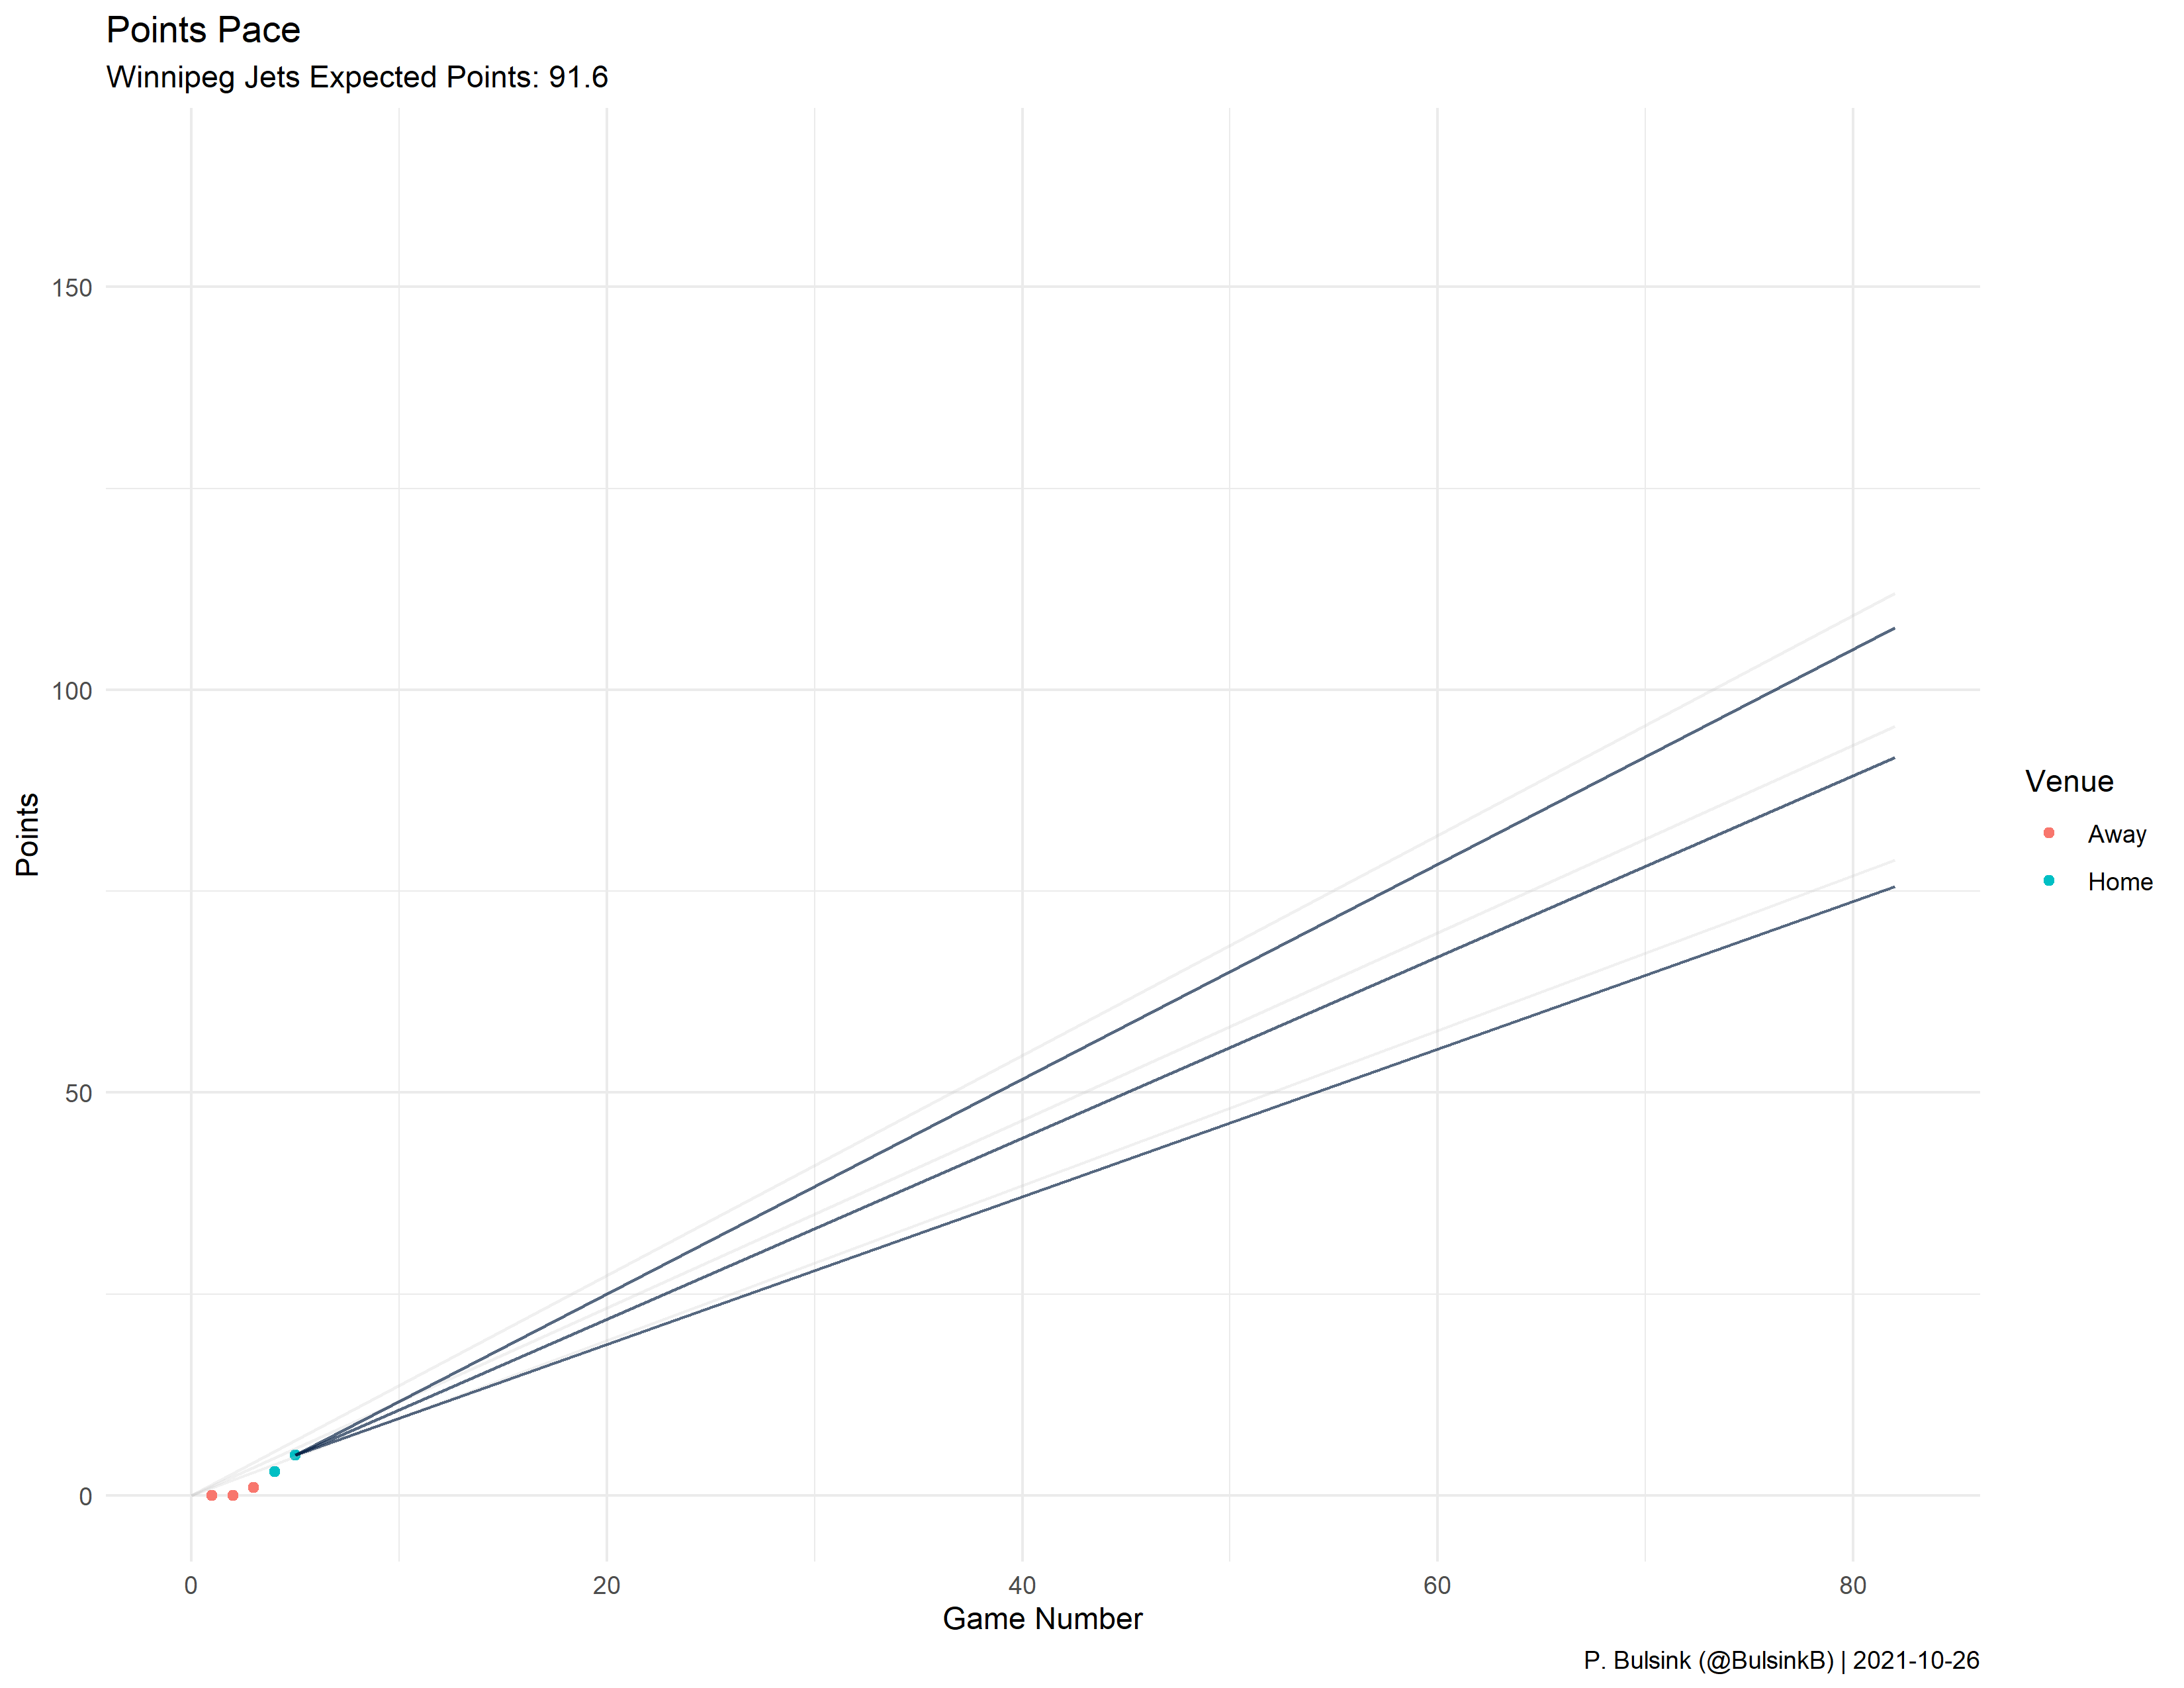 Points Pace
Winnipeg Jets Expected Points: 91.6
150
100
50
0
Points
0 20 40 60 80
Game Number
Venue
Away
Home
P. Bulsink (@BulsinkB) | 2021-10-26